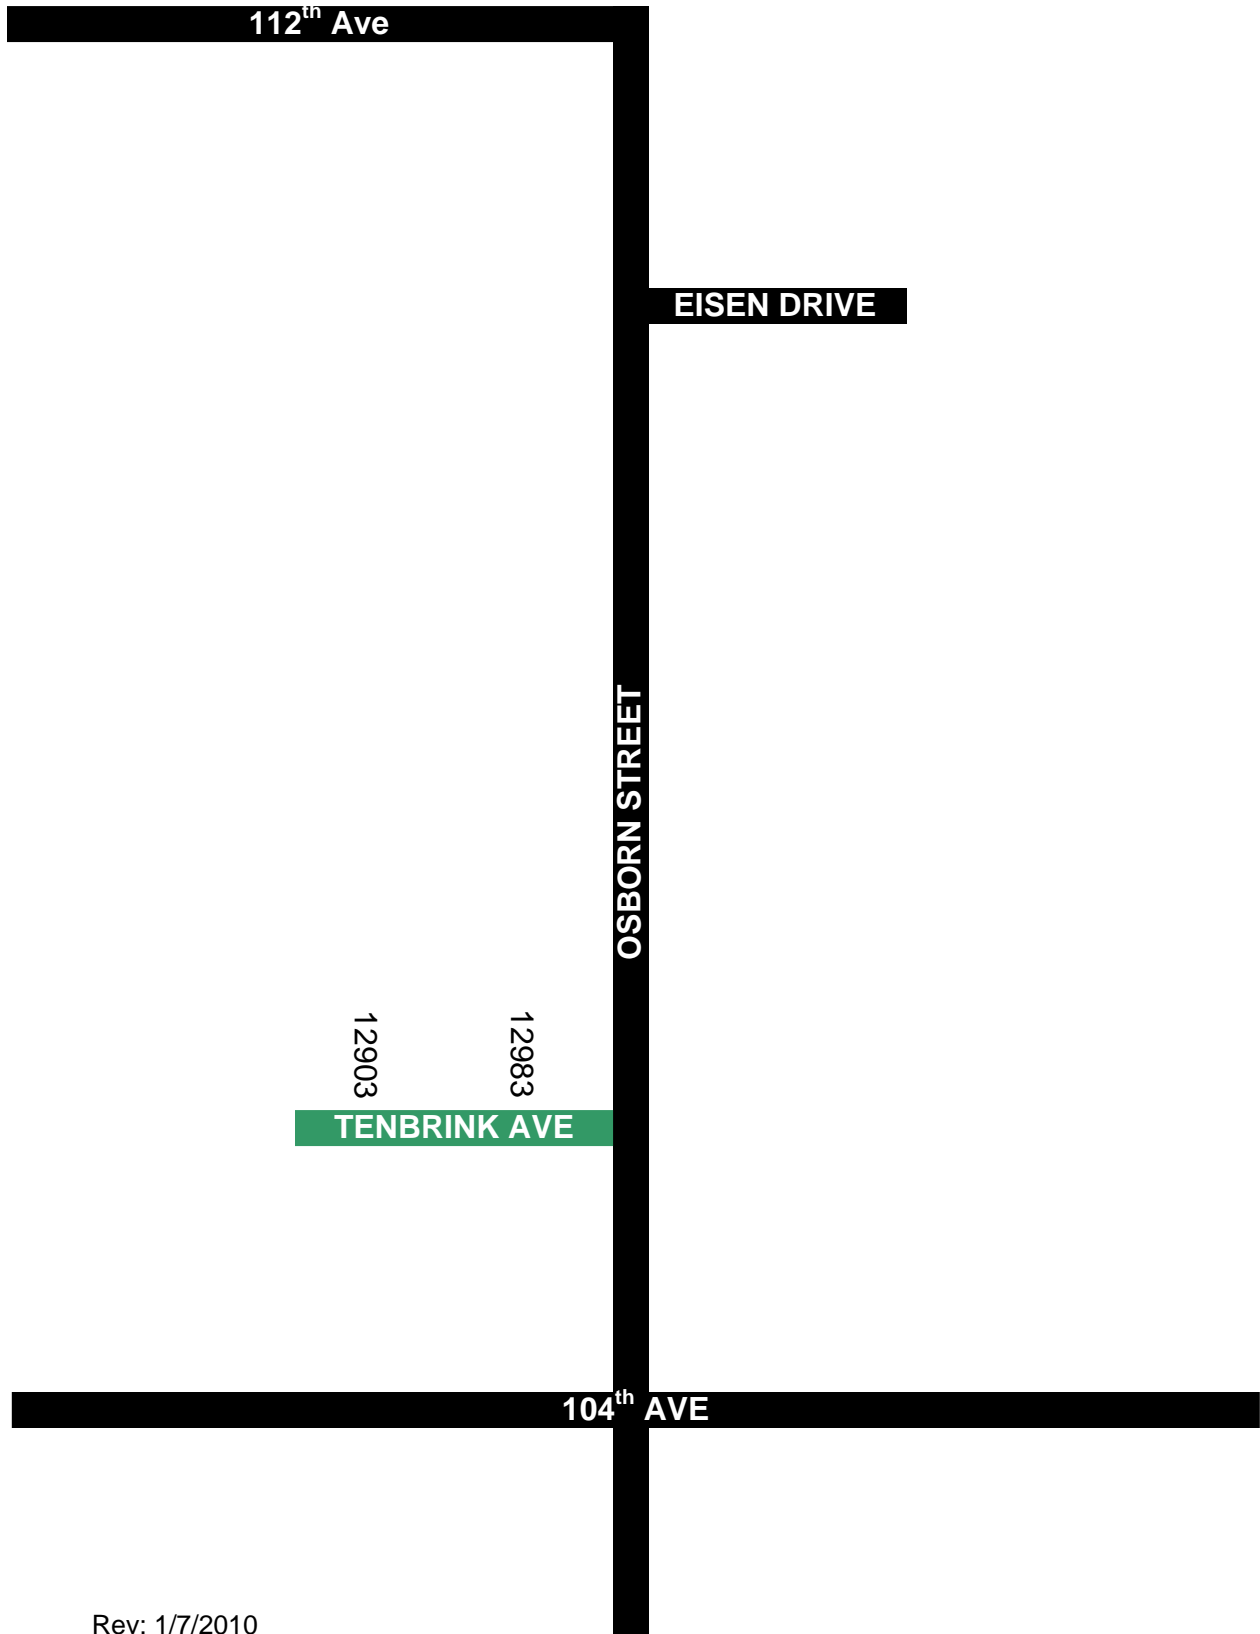 112th Ave
EISEN DRIVE
OSBORN STREET
12903
12983
TENBRINK AVE
104th AVE
Rev: 1/7/2010